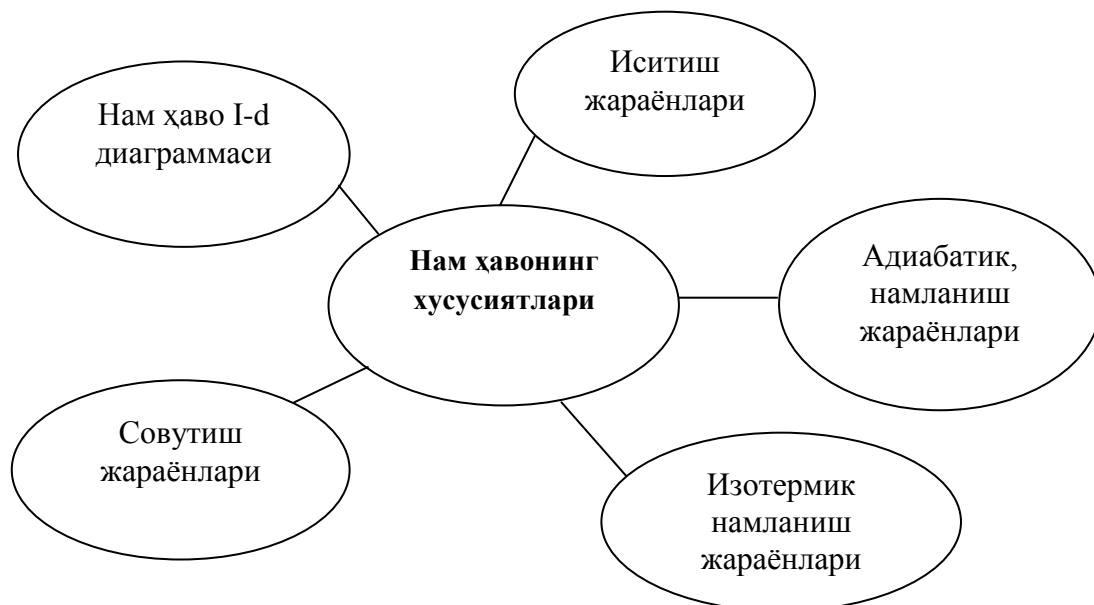 Нам ҳаво I-d
диаграммаси
Иситиш
жараёнлари
Нам ҳавонинг
хусусиятлари
Адиабатик,
намланиш
жараёнлари
Совутиш
жараёнлари
Изотермик
намланиш
жараёнлари